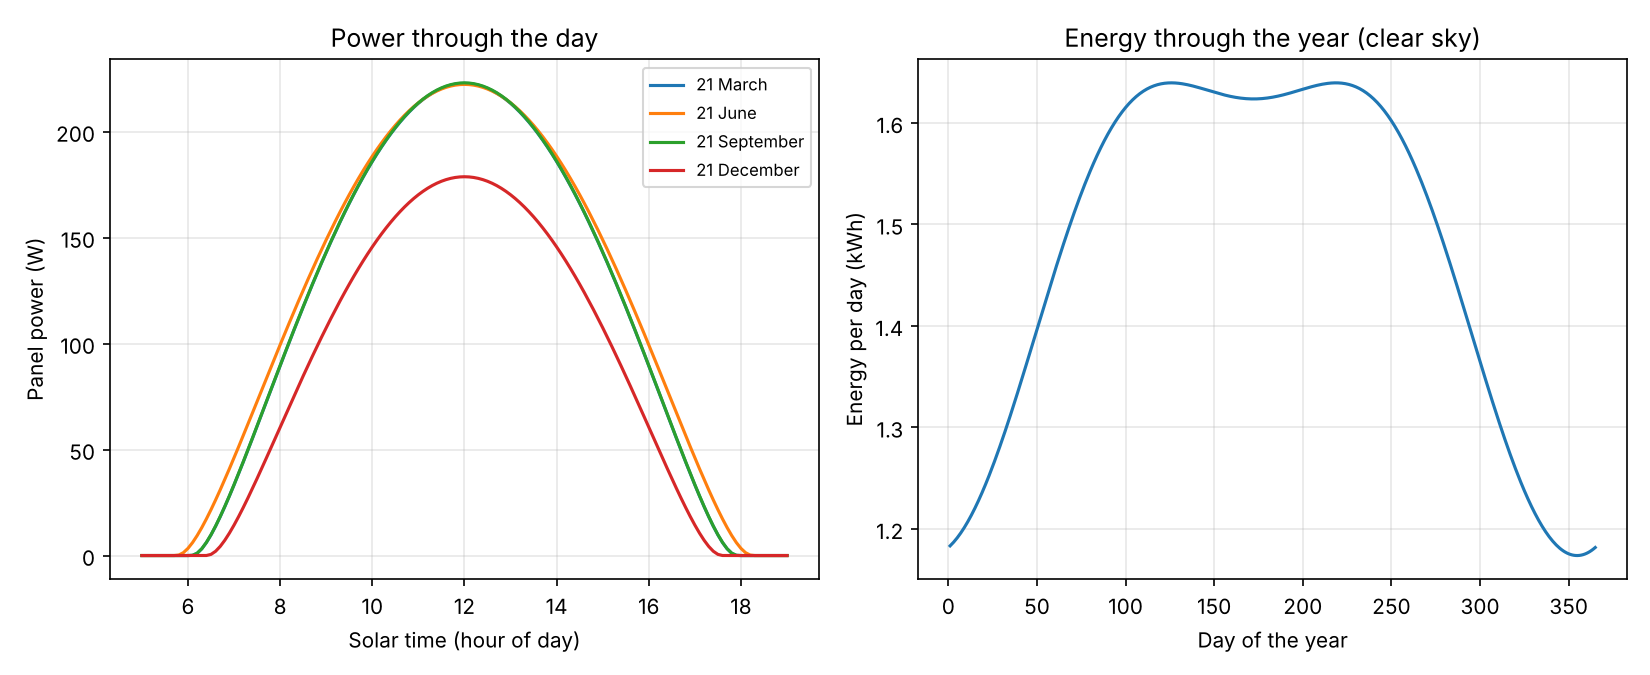 Power through the day
Panel power (W)
200
150
100
50
0
21 March
21 June
21 September
21 December
6 8 10 12 14 16 18
Solar time (hour of day)
Energy through the year (clear sky)
Energy per day (kWh)
1.6
1.5
1.4
1.3
1.2
0 50 100 150 200 250 300 350
Day of the year